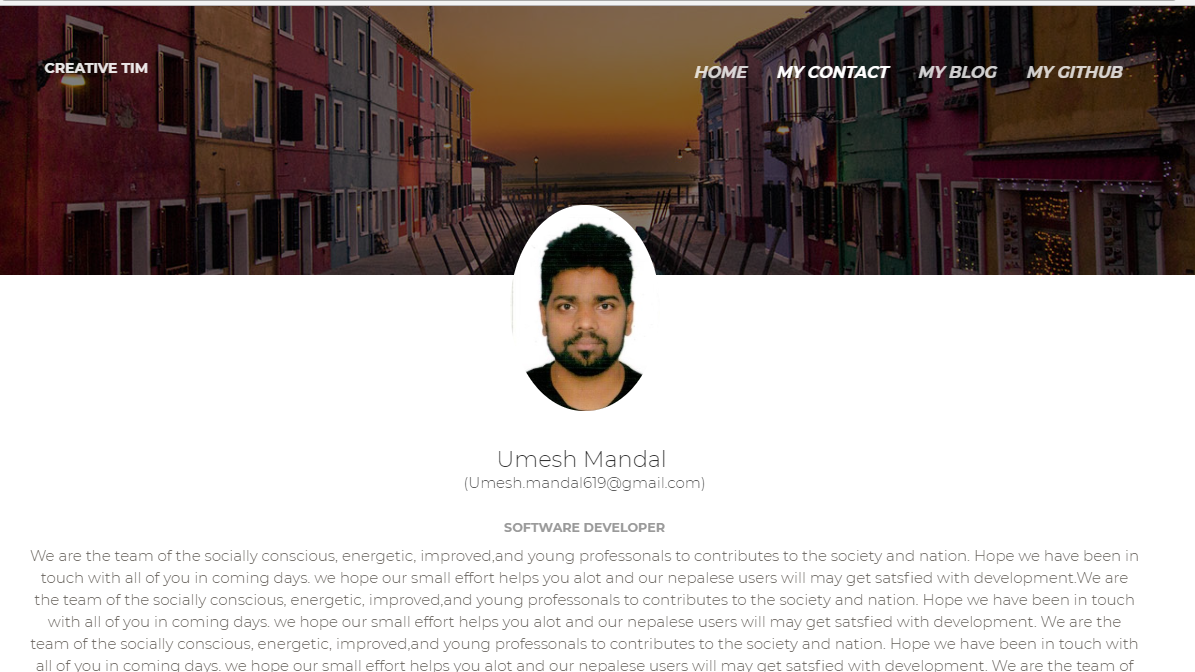 CREATIVE TIM
HOME MY CONTACT MY BLOG MY GITHUB
Umesh Mandal
(Umesh.mandal619@gmail.com)
SOFTWARE DEVELOPER
We are the team of the socially conscious, energetic, improved,and young professonals to contributes to the society and nation. Hope we have been in
touch with all of you in coming days. we hope our small effort helps you alot and our nepalese users will may get satsfied with development.We are
the team of the socially conscious, energetic, improved,and young professonals to contributes to the society and nation. Hope we have been in touch
with all of you in coming days. we hope our small effort helps you alot and our nepalese users will may get satsfied with development. We are the
team of the socially conscious, energetic, improved,and young professonals to contributes to the society and nation. Hope we have been in touch with
all of you in coming days. we hope our small effort helps you alot and our nepalese users will may get satsfied with development. We are the team of